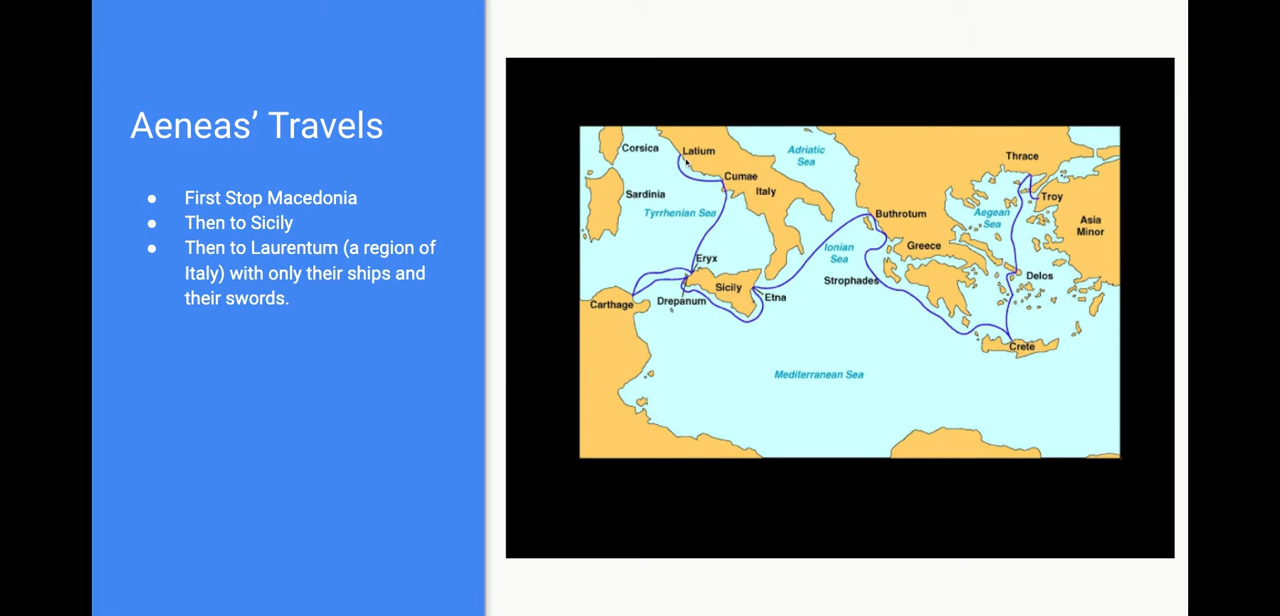 Aeneas’ Travels
● First Stop Macedonia
● Then to Sicily
● Then to Laurentum (a region of
Italy) with only their ships and
their swords.
Corsica
Latium
Adriatic
Sea
Thrace
Cumae
Italy
Sardinia
Troy
Tyrrhenian Sea
Buthrotum
Aegean
Sea
Asia
Minor
Ionian
Sea
Greece
Eryx
Delos
Strophades
Sicily
Etna
Drepanum
Carthage
Crete
Mediterranean Sea